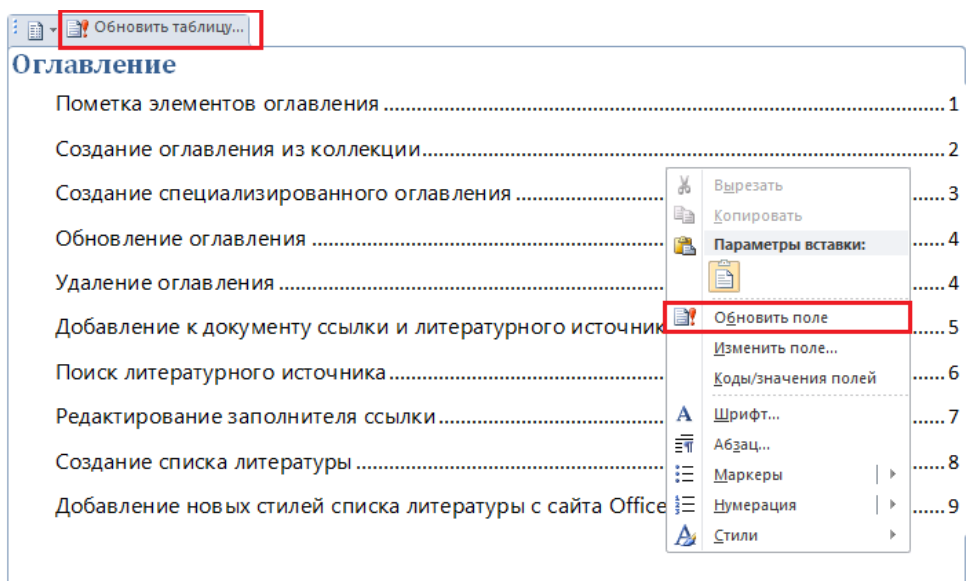 Обновить таблицу...
Оглавление
Пометка элементов оглавления ........ 1
Создание оглавления из коллекции........ 2
Создание специализированного оглавления ........ 3
Обновление оглавления ........ 4
Удаление оглавления ........ 4
Добавление к документу ссылки и литературного источник ...... 5
Поиск литературного источника ........ 6
Редактирование заполнителя ссылки ........ 7
Создание списка литературы ........ 8
Добавление новых стилей списка литературы с сайта Office ...... 9
Вырезать
Копировать
Параметры вставки:
Обновить поле
Изменить поле...
Коды/значения полей
Шрифт...
Абзац...
Маркеры
Нумерация
Стили